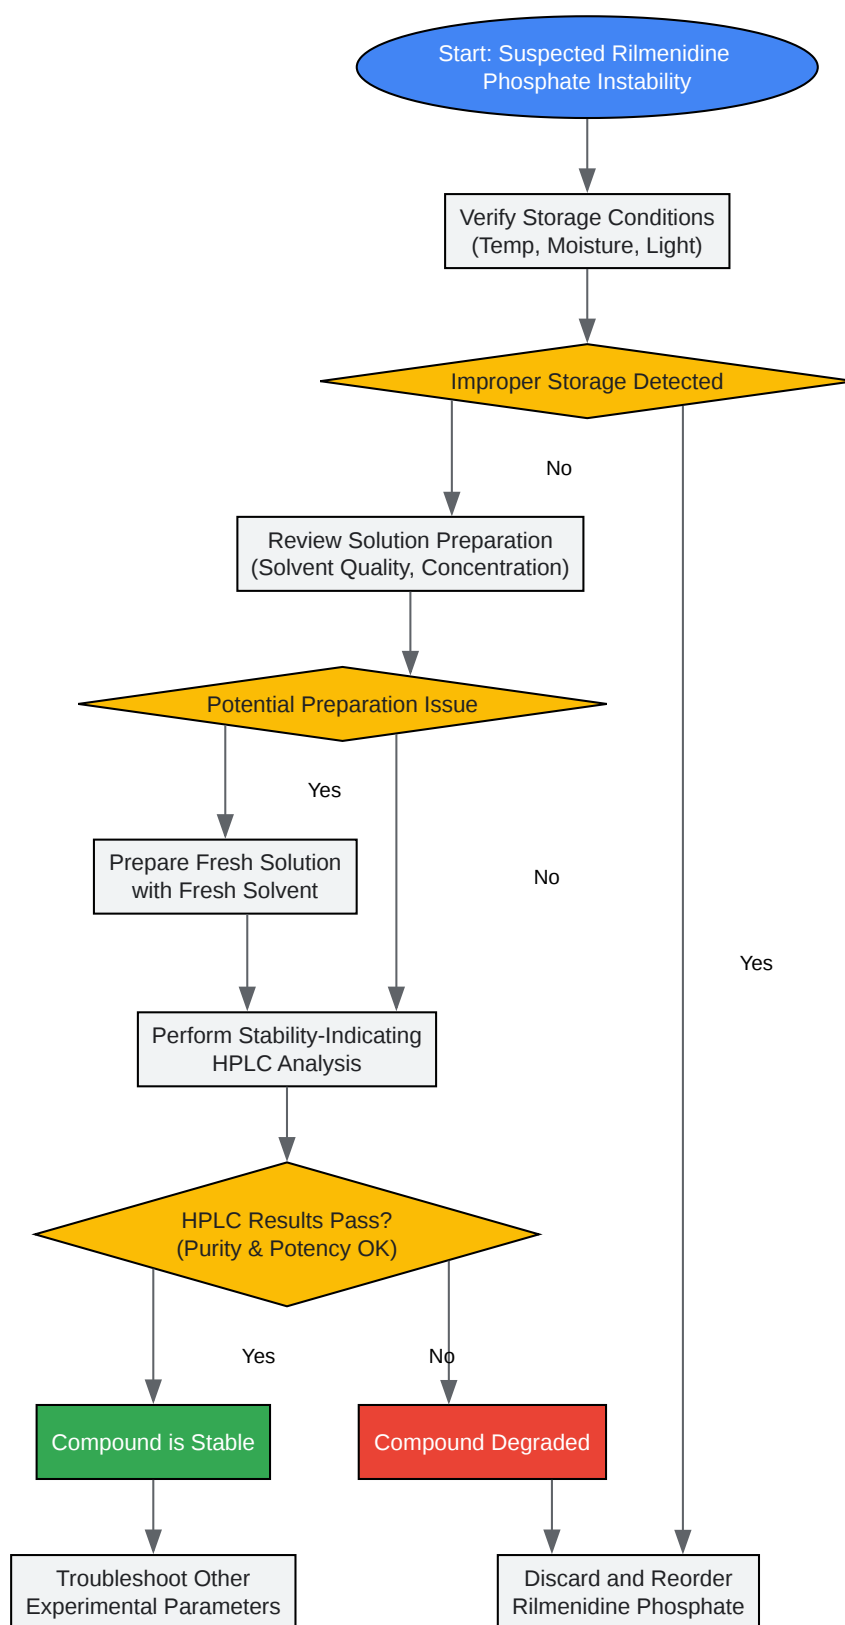 Start: Suspected Rilmenidine
Phosphate Instability
Verify Storage Conditions
(Temp, Moisture, Light)
Improper Storage Detected
No
Review Solution Preparation
(Solvent Quality, Concentration)
Potential Preparation Issue
Yes
Prepare Fresh Solution
with Fresh Solvent
No
Yes
Perform Stability-Indicating
HPLC Analysis
HPLC Results Pass?
(Purity & Potency OK)
Yes
No
Compound is Stable
Compound Degraded
Troubleshoot Other
Experimental Parameters
Discard and Reorder
Rilmenidine Phosphate